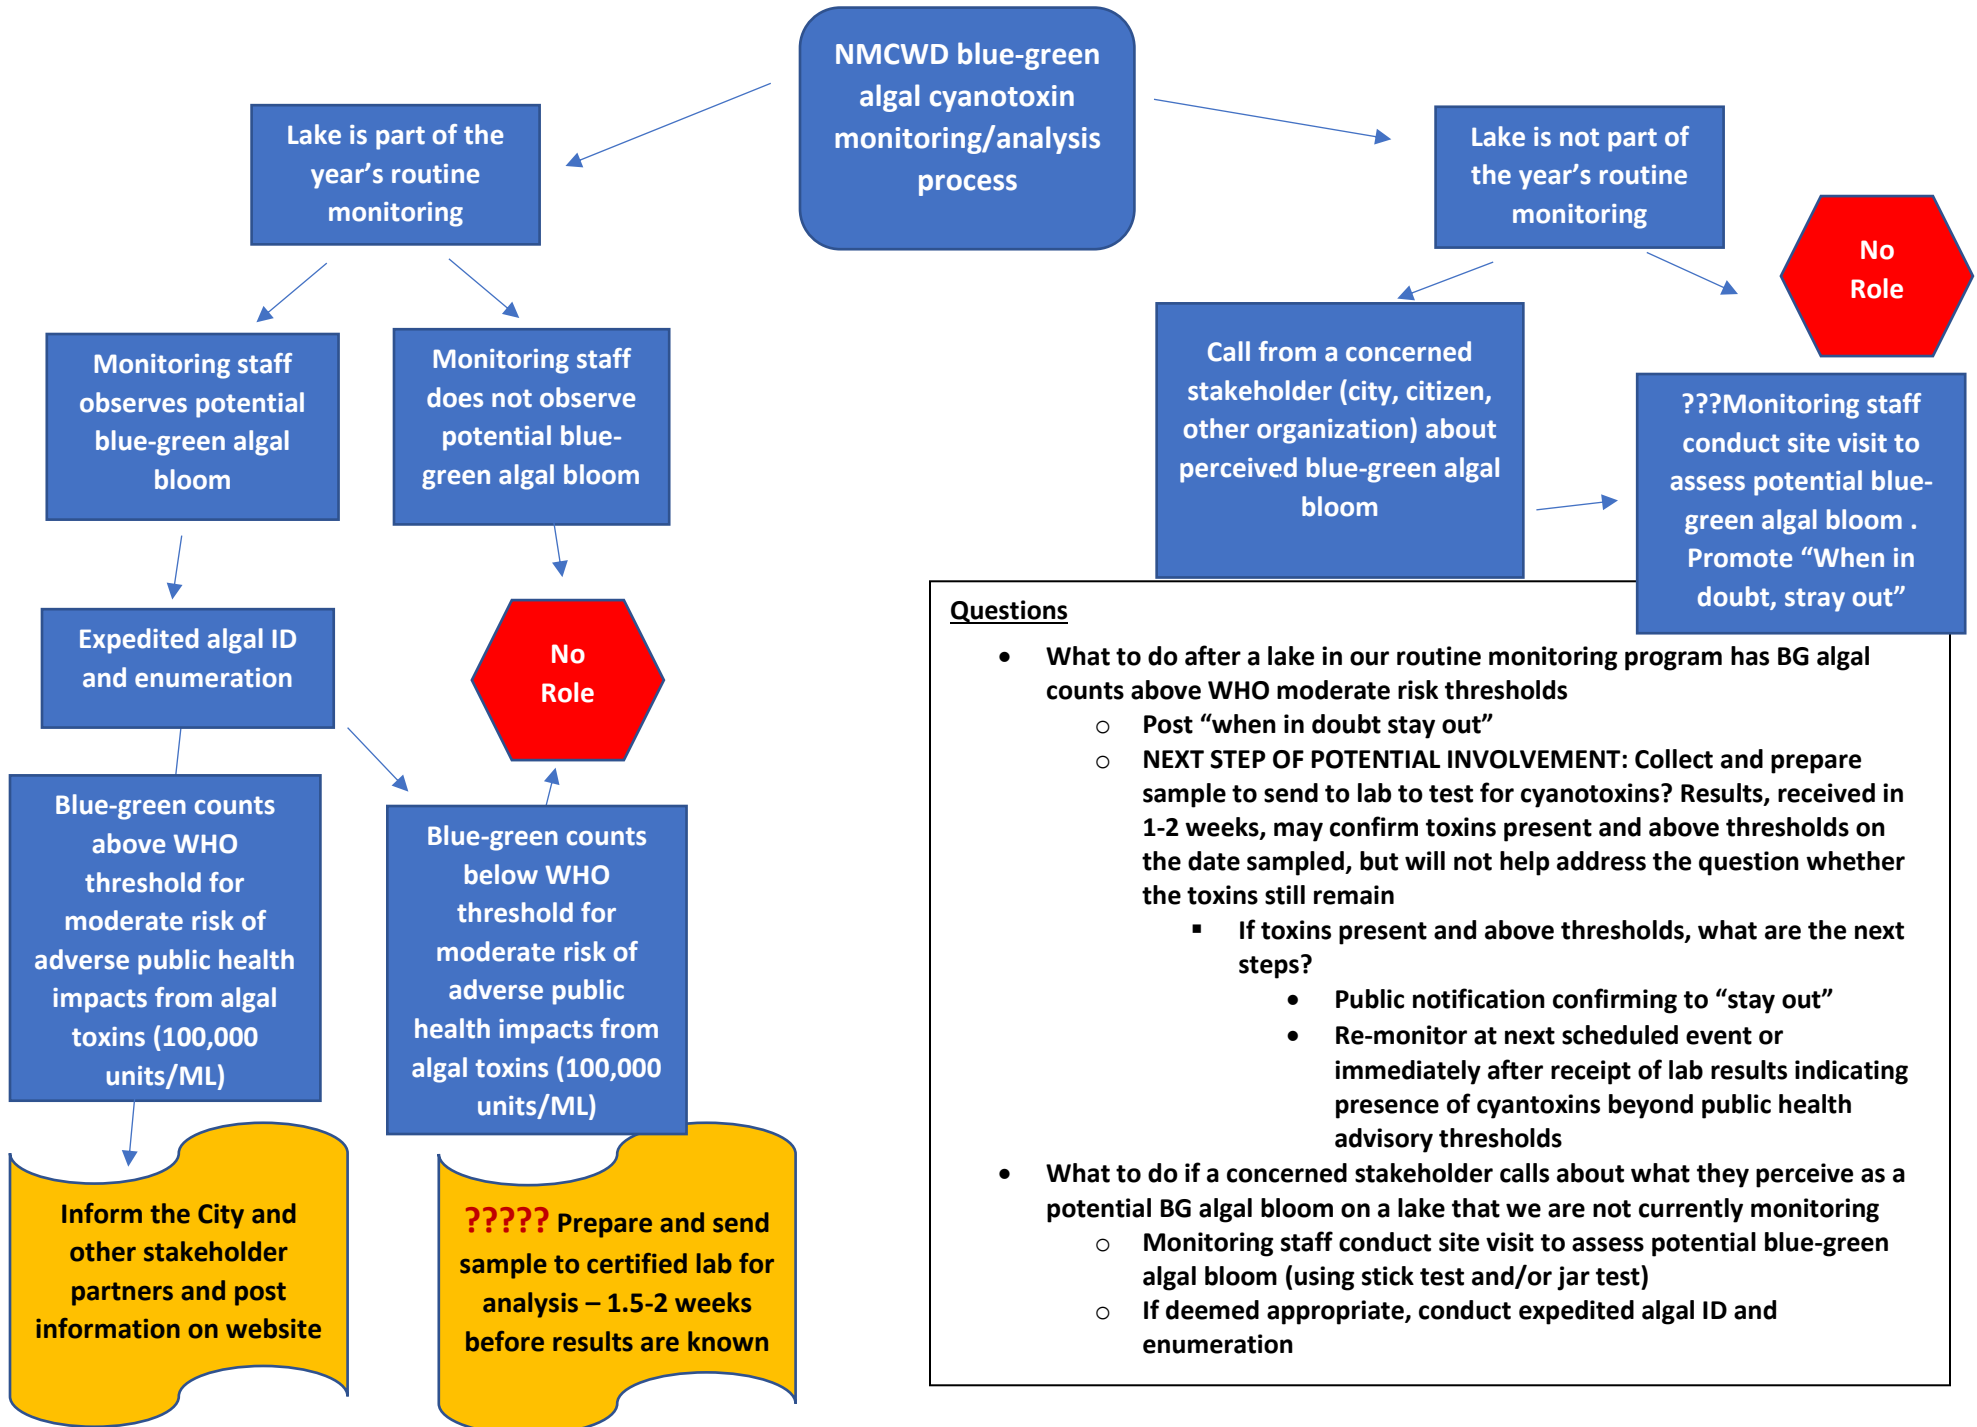 NMCWD blue-green
algal cyanotoxin
monitoring/analysis
process
Lake is part of the
year’s routine
monitoring
Lake is not part of
the year’s routine
monitoring
No
Role
Monitoring staff
observes potential
blue-green algal
bloom
Monitoring staff
does not observe
potential blue-
green algal bloom
Call from a concerned
stakeholder (city, citizen,
other organization) about
perceived blue-green algal
bloom
???Monitoring staff
conduct site visit to
assess potential blue-
green algal bloom .
Promote “When in
doubt, stray out”
Expedited algal ID
and enumeration
No
Role
Blue-green counts
above WHO
threshold for
moderate risk of
adverse public health
impacts from algal
toxins (100,000
units/ML)
Blue-green counts
below WHO
threshold for
moderate risk of
adverse public
health impacts from
algal toxins (100,000
units/ML)
Inform the City and
other stakeholder
partners and post
information on website
????? Prepare and send
sample to certified lab for
analysis – 1.5-2 weeks
before results are known
Questions
• What to do after a lake in our routine monitoring program has BG algal
counts above WHO moderate risk thresholds
o Post “when in doubt stay out”
o NEXT STEP OF POTENTIAL INVOLVEMENT: Collect and prepare
sample to send to lab to test for cyanotoxins? Results, received in
1-2 weeks, may confirm toxins present and above thresholds on
the date sampled, but will not help address the question whether
the toxins still remain
▪ If toxins present and above thresholds, what are the next
steps?
• Public notification confirming to “stay out”
• Re-monitor at next scheduled event or
immediately after receipt of lab results indicating
presence of cyantoxins beyond public health
advisory thresholds
• What to do if a concerned stakeholder calls about what they perceive as a
potential BG algal bloom on a lake that we are not currently monitoring
o Monitoring staff conduct site visit to assess potential blue-green
algal bloom (using stick test and/or jar test)
o If deemed appropriate, conduct expedited algal ID and
enumeration